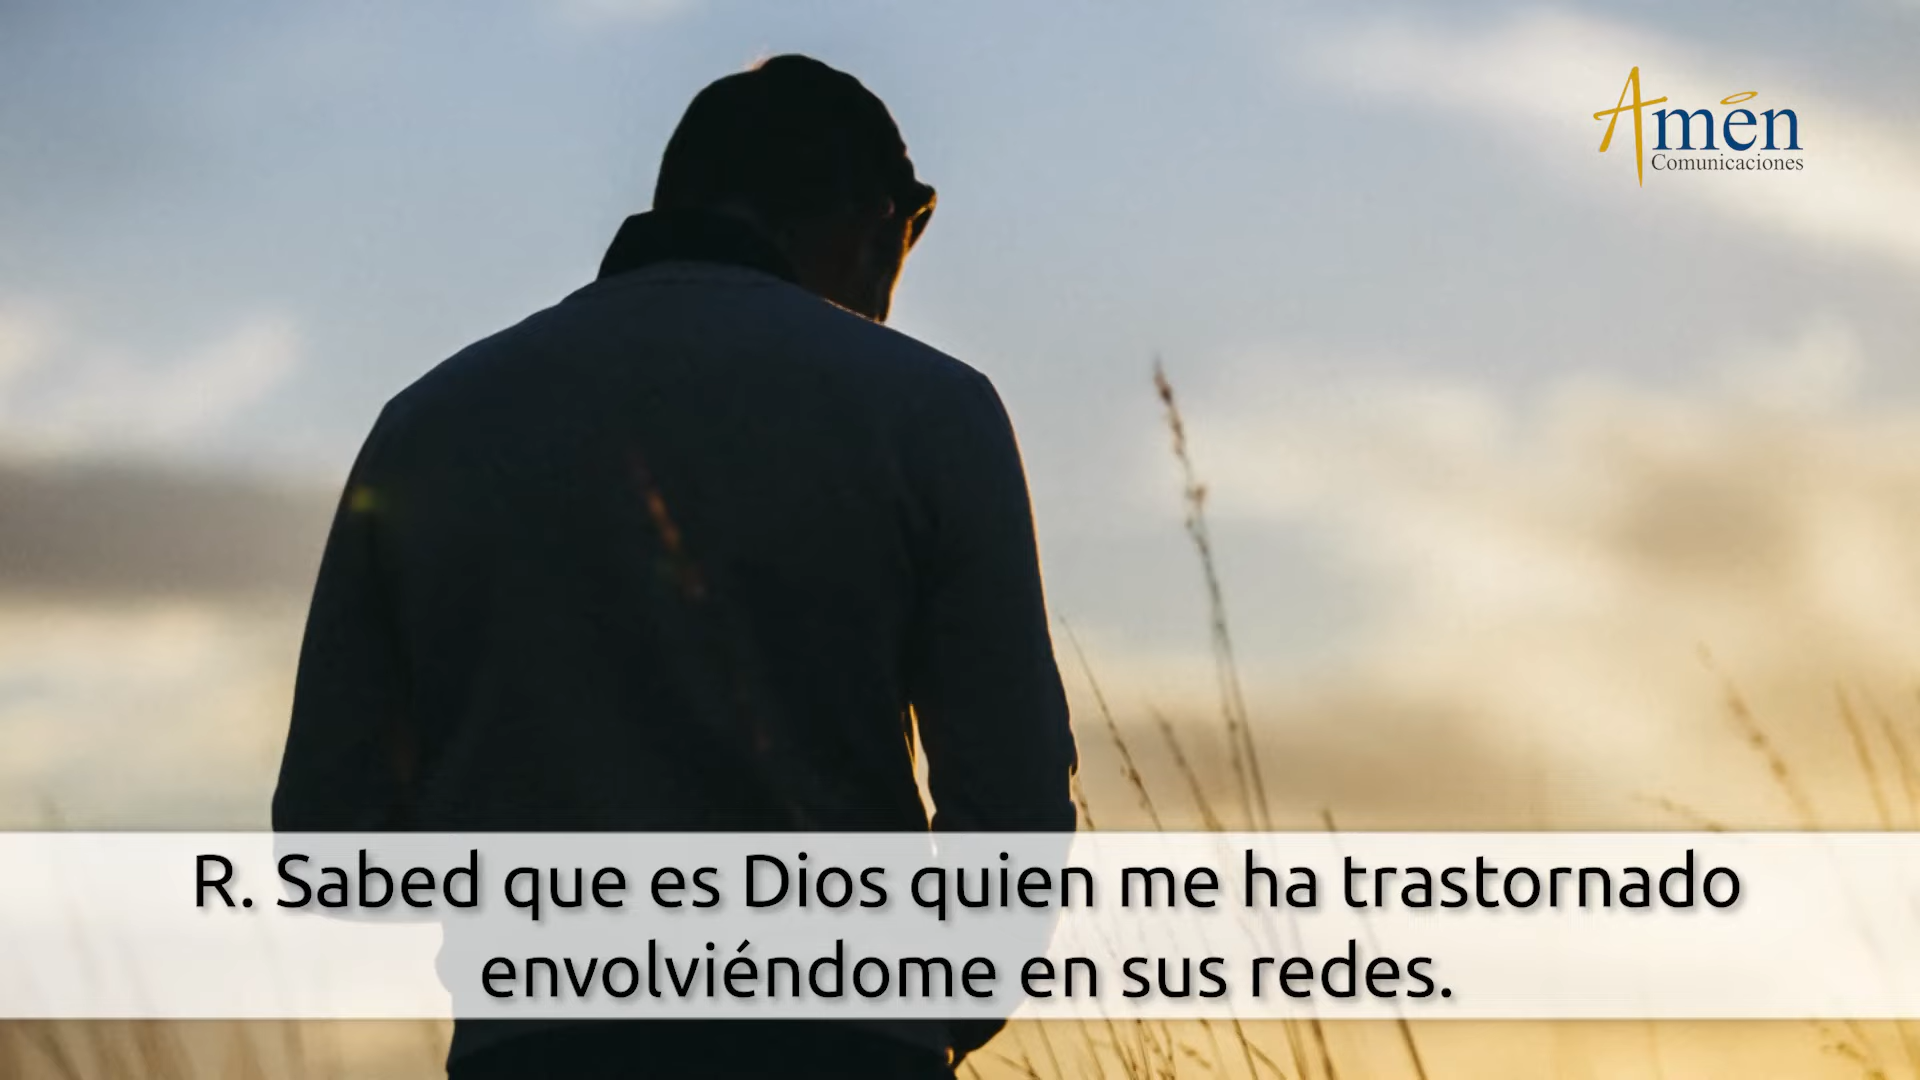 Amén
Comunicaciones
R. Sabed que es Dios quien me ha trastornado
envolviéndome en sus redes.